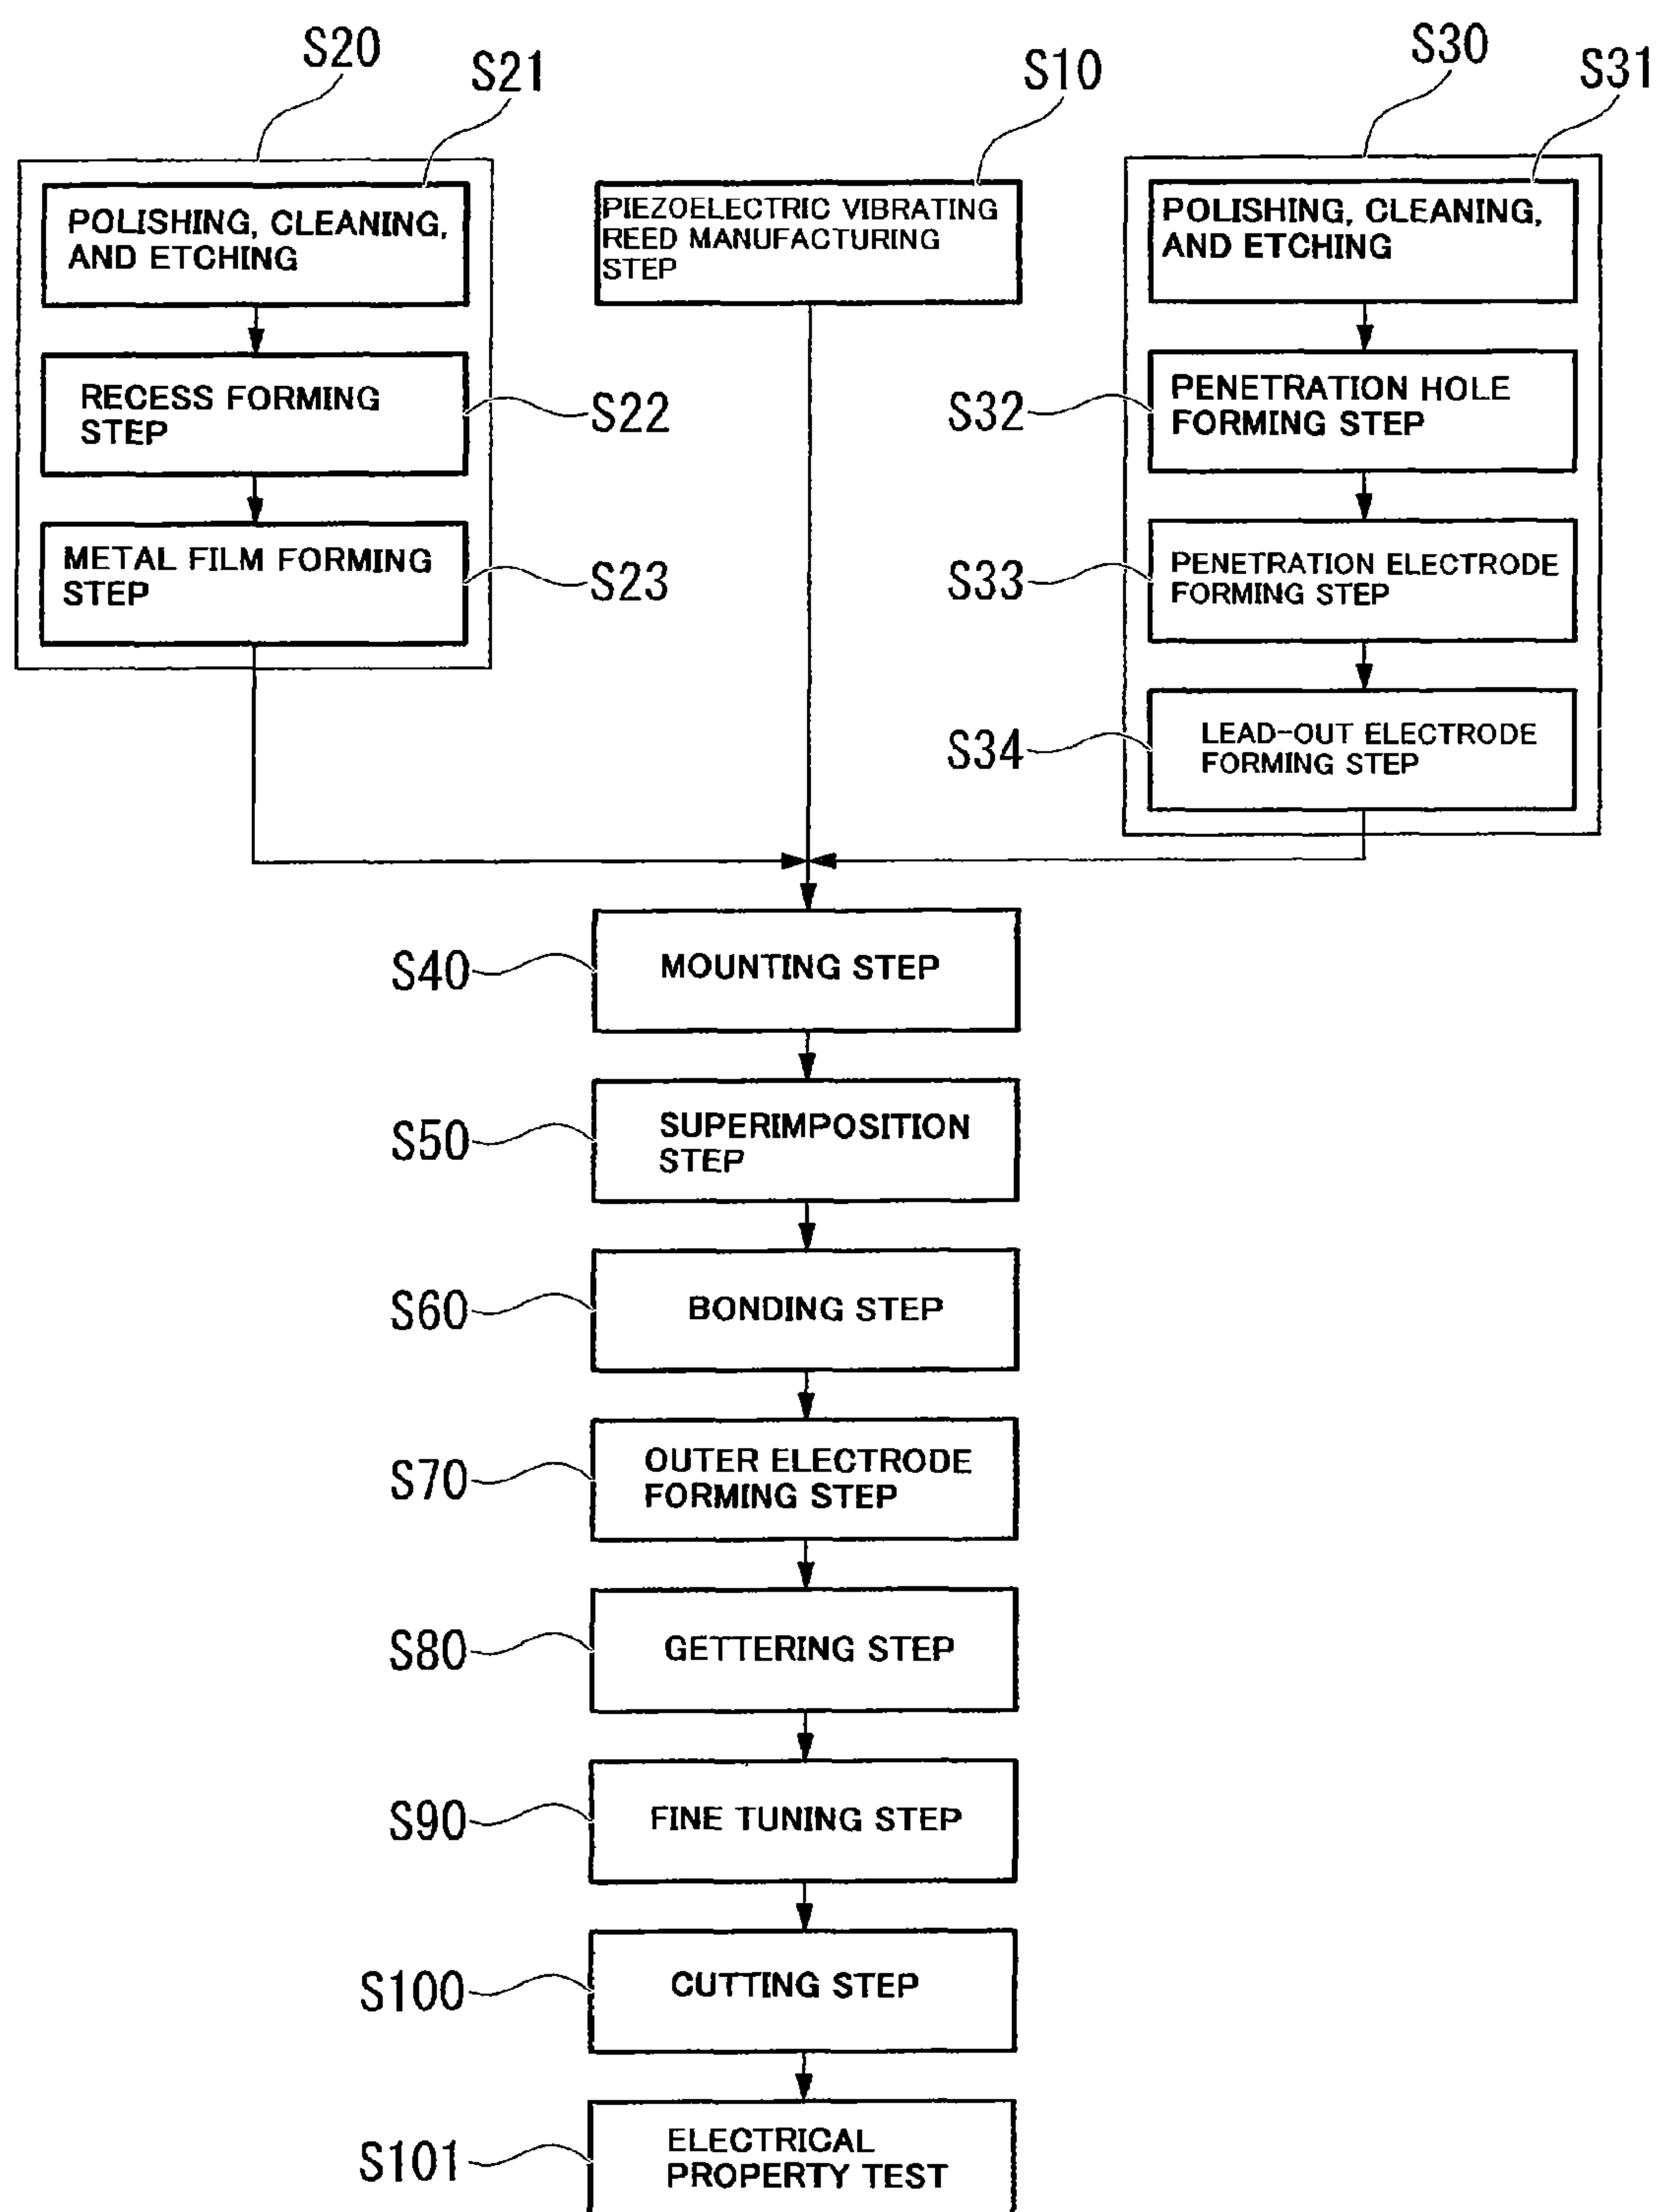 S20
S21
POLISHING, CLEANING,
AND ETCHING
RECESS FORMING
STEP
S22
METAL FILM FORMING
STEP
S23
S10
PIEZOELECTRIC VIBRATING
REED MANUFACTURING
STEP
S30
S31
POLISHING, CLEANING,
AND ETCHING
S32
PENETRATION HOLE
FORMING STEP
S33
PENETRATION ELECTRODE
FORMING STEP
S34
LEAD-OUT ELECTRODE
FORMING STEP
S40
MOUNTING STEP
S50
SUPERIMPOSITION
STEP
S60
BONDING STEP
S70
OUTER ELECTRODE
FORMING STEP
S80
GETTERING STEP
S90
FINE TUNING STEP
S100
CUTTING STEP
S101
ELECTRICAL
PROPERTY TEST